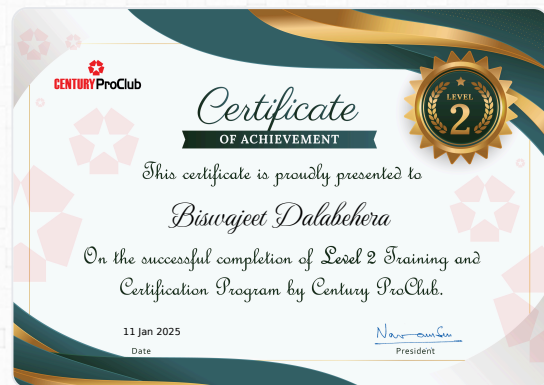 CENTURY ProClub
Certificate
OF ACHIEVEMENT
LEVEL
2
This certificate is proudly presented to
Biswajeet Dalabehera
On the successful completion of Level 2 Training and
Certification Program by Century ProClub.
11 Jan 2025
Date
President